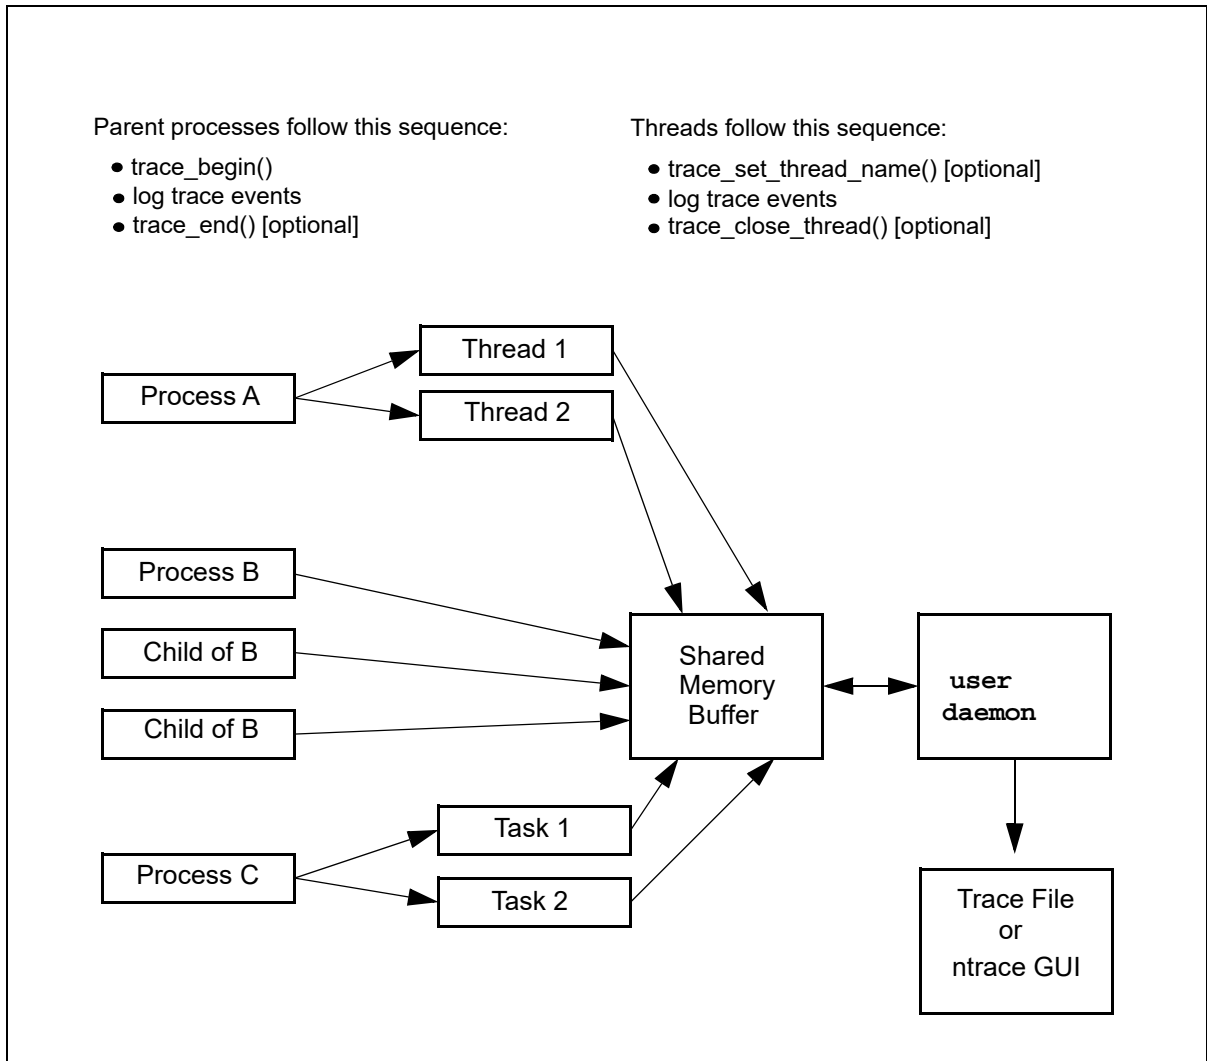 Parent processes follow this sequence:
● trace_begin()
● log trace events
● trace_end() [optional]
Threads follow this sequence:
● trace_set_thread_name() [optional]
● log trace events
● trace_close_thread() [optional]
Thread 1
Process A
Thread 2
Process B
Child of B
Child of B
Shared
Memory
Buffer
user
daemon
Task 1
Process C
Task 2
Trace File
or
ntrace GUI